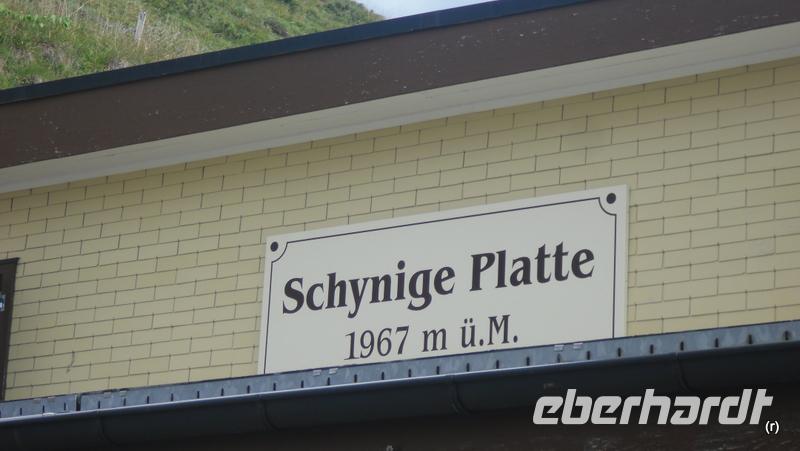 Schynige Platte
1967 m ü.M.
eberhardt
(r)